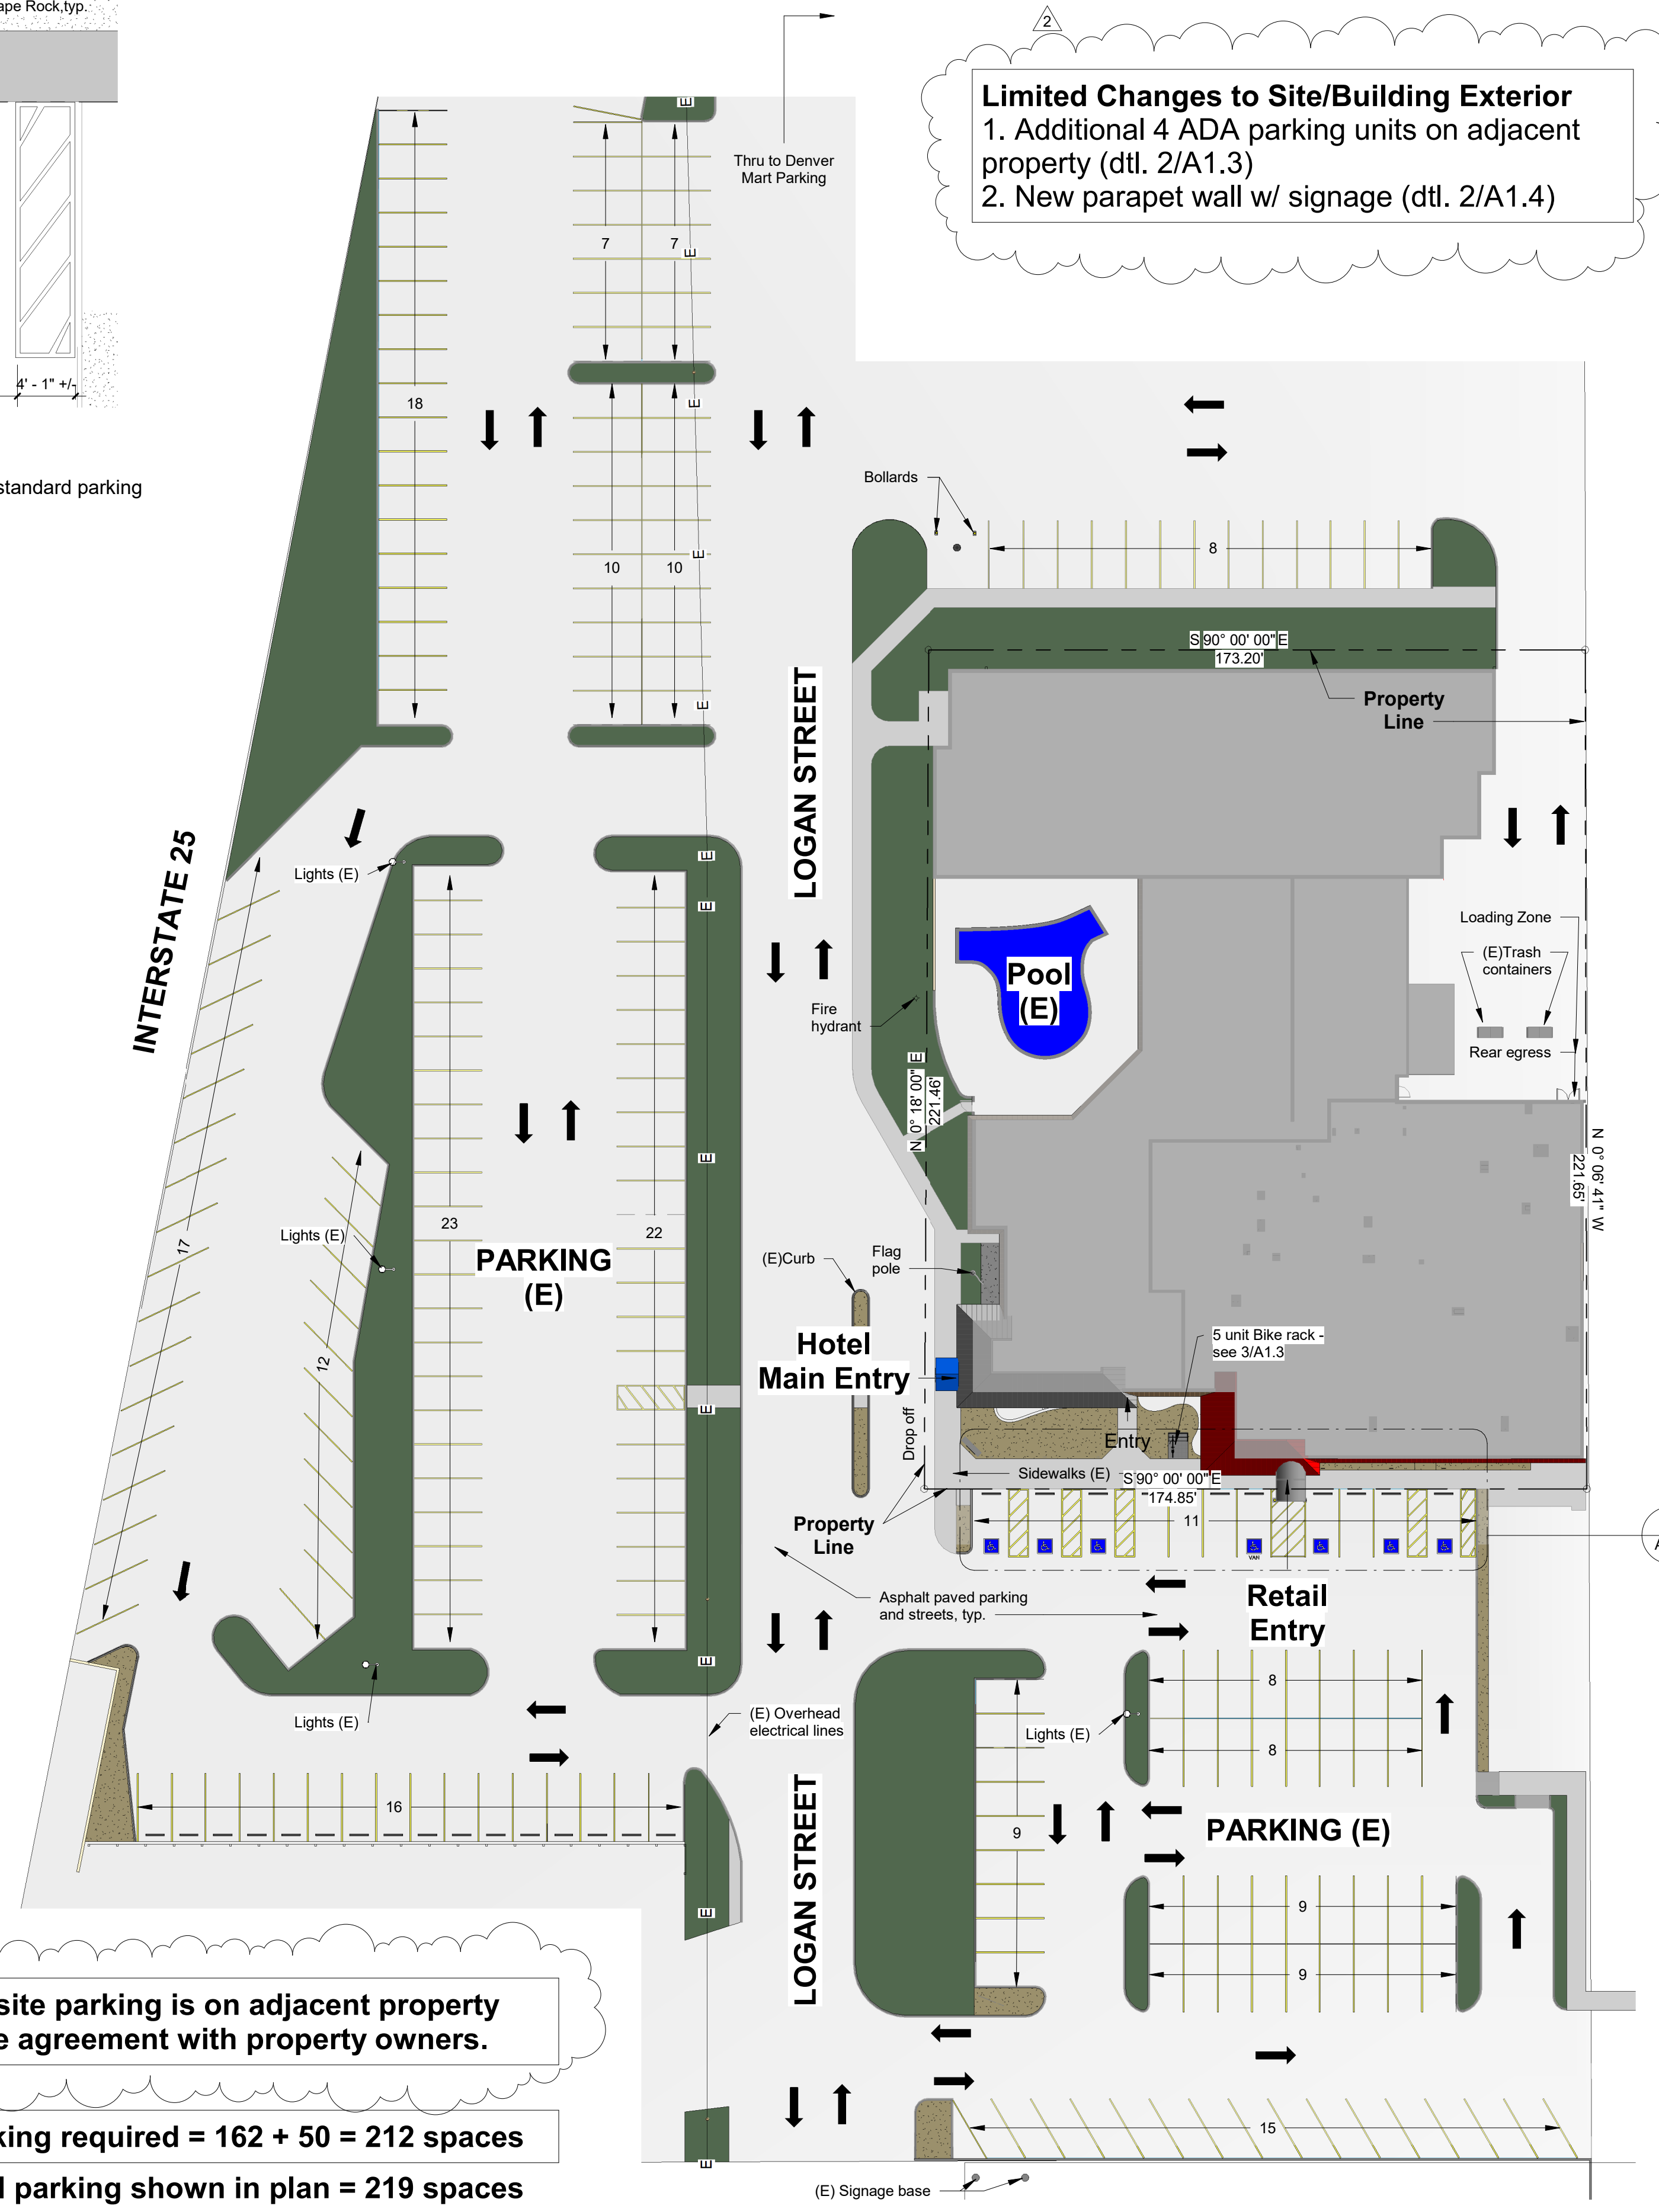 ape Rock,typ.
4' - 1" +/-
standard parking
2
Limited Changes to Site/Building Exterior
1. Additional 4 ADA parking units on adjacent
property (dtl. 2/A1.3)
2. New parapet wall w/ signage (dtl. 2/A1.4)
Thru to Denver
Mart Parking
E
18
7
7
E
E
10
10
E
E
Bollards
8
S 90° 00' 00" E
173.20'
Property
Line
LOGAN STREET
INTERSTATE 25
Lights (E)
E
E
Pool
(E)
Fire
hydrant
Loading Zone
(E)Trash
containers
Rear egress
N 0° 18' 00" E
221.46'
N 0° 06' 41" W
221.65'
E
17
12
Lights (E)
23
PARKING
(E)
22
(E)Curb
Flag
pole
Hotel
Main Entry
5 unit Bike rack -
see 3/A1.3
E
Drop off
Entry
Sidewalks (E)
S 90° 00' 00" E
174.85'
Property
Line
11
VAN
A
Asphalt paved parking
and streets, typ.
Retail
Entry
E
Lights (E)
(E) Overhead
electrical lines
Lights (E)
8
8
16
9
PARKING (E)
LOGAN STREET
E
9
9
site parking is on adjacent property
e agreement with property owners.
king required = 162 + 50 = 212 spaces
l parking shown in plan = 219 spaces
E
15
(E) Signage base